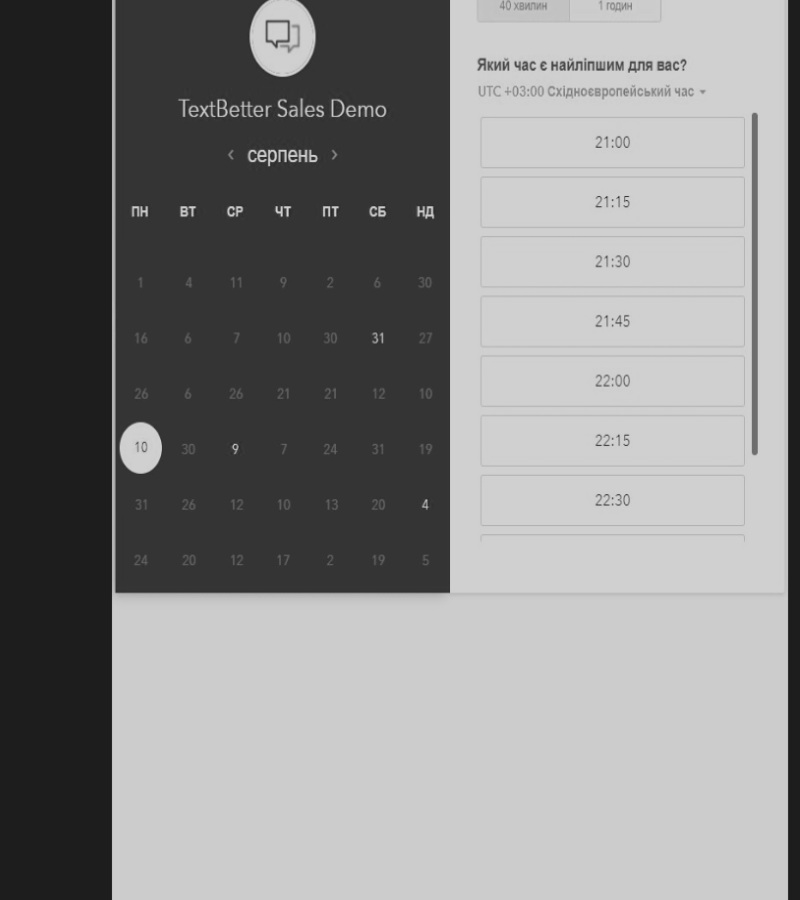 TextBetter Sales Demo
‹ серпень ›
ПН ВТ СР ЧТ ПТ СБ НД
1 4 11 9 2 6 30
16 6 7 10 30 31 27
26 6 26 21 21 12 10
10 30 9 7 24 31 19
31 26 12 10 13 20 4
24 20 12 17 2 19 5
40 хвилин 1 годин
Який час є найліпшим для вас?
UTC +03:00 Східноєвропейський час
21:00
21:15
21:30
21:45
22:00
22:15
22:30